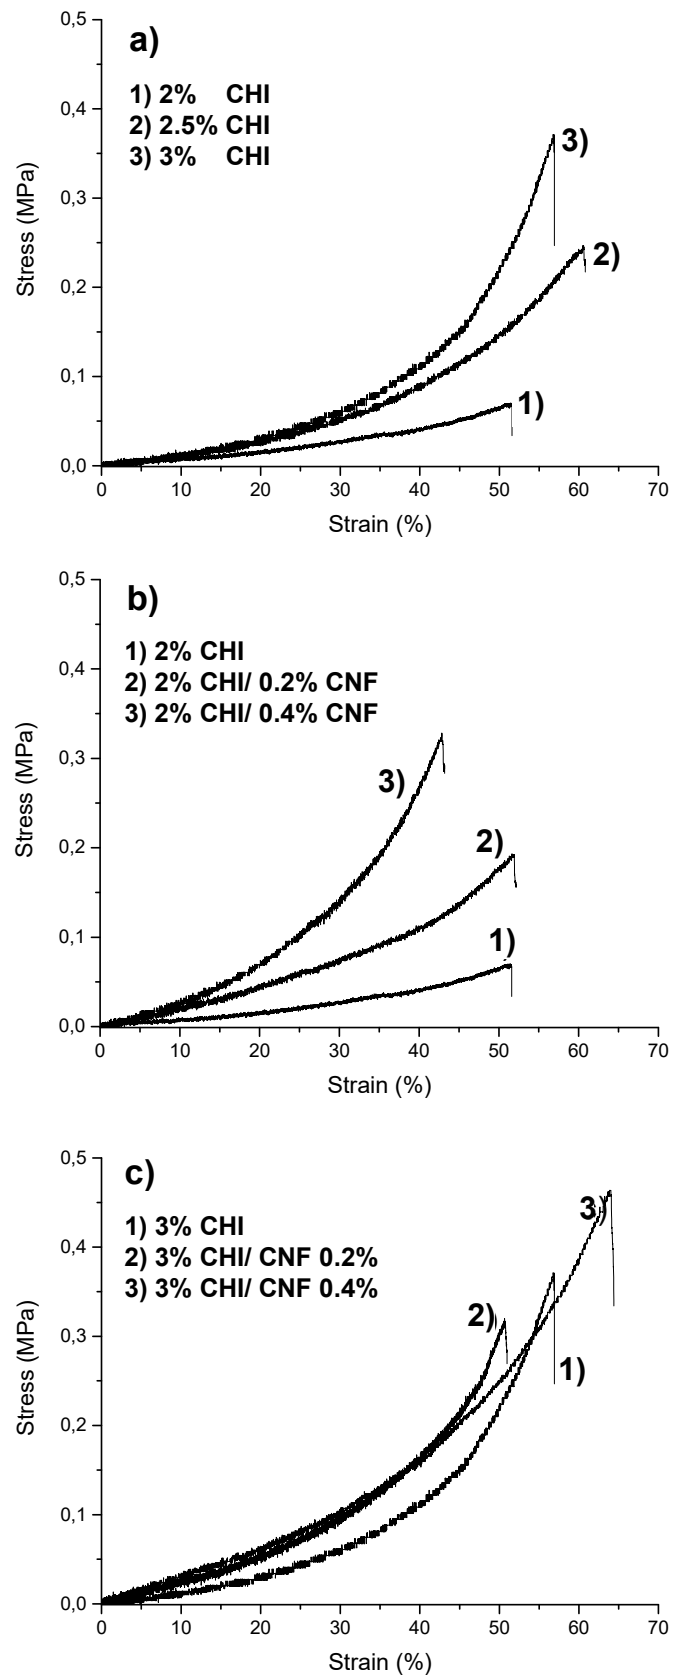 a)
1) 2% CHI
2) 2.5% CHI
3) 3% CHI
0,5
0,4
0,3
0,2
0,1
0,0
Stress (MPa)
3)
2)
1)
0 10 20 30 40 50 60 70
Strain (%)
b)
1) 2% CHI
2) 2% CHI/ 0.2% CNF
3) 2% CHI/ 0.4% CNF
0,5
0,4
0,3
0,2
0,1
0,0
Stress (MPa)
3)
2)
1)
0 10 20 30 40 50 60 70
Strain (%)
c)
1) 3% CHI
2) 3% CHI/ CNF 0.2%
3) 3% CHI/ CNF 0.4%
0,5
0,4
0,3
0,2
0,1
0,0
Stress (MPa)
3)
2)
1)
0 10 20 30 40 50 60 70
Strain (%)